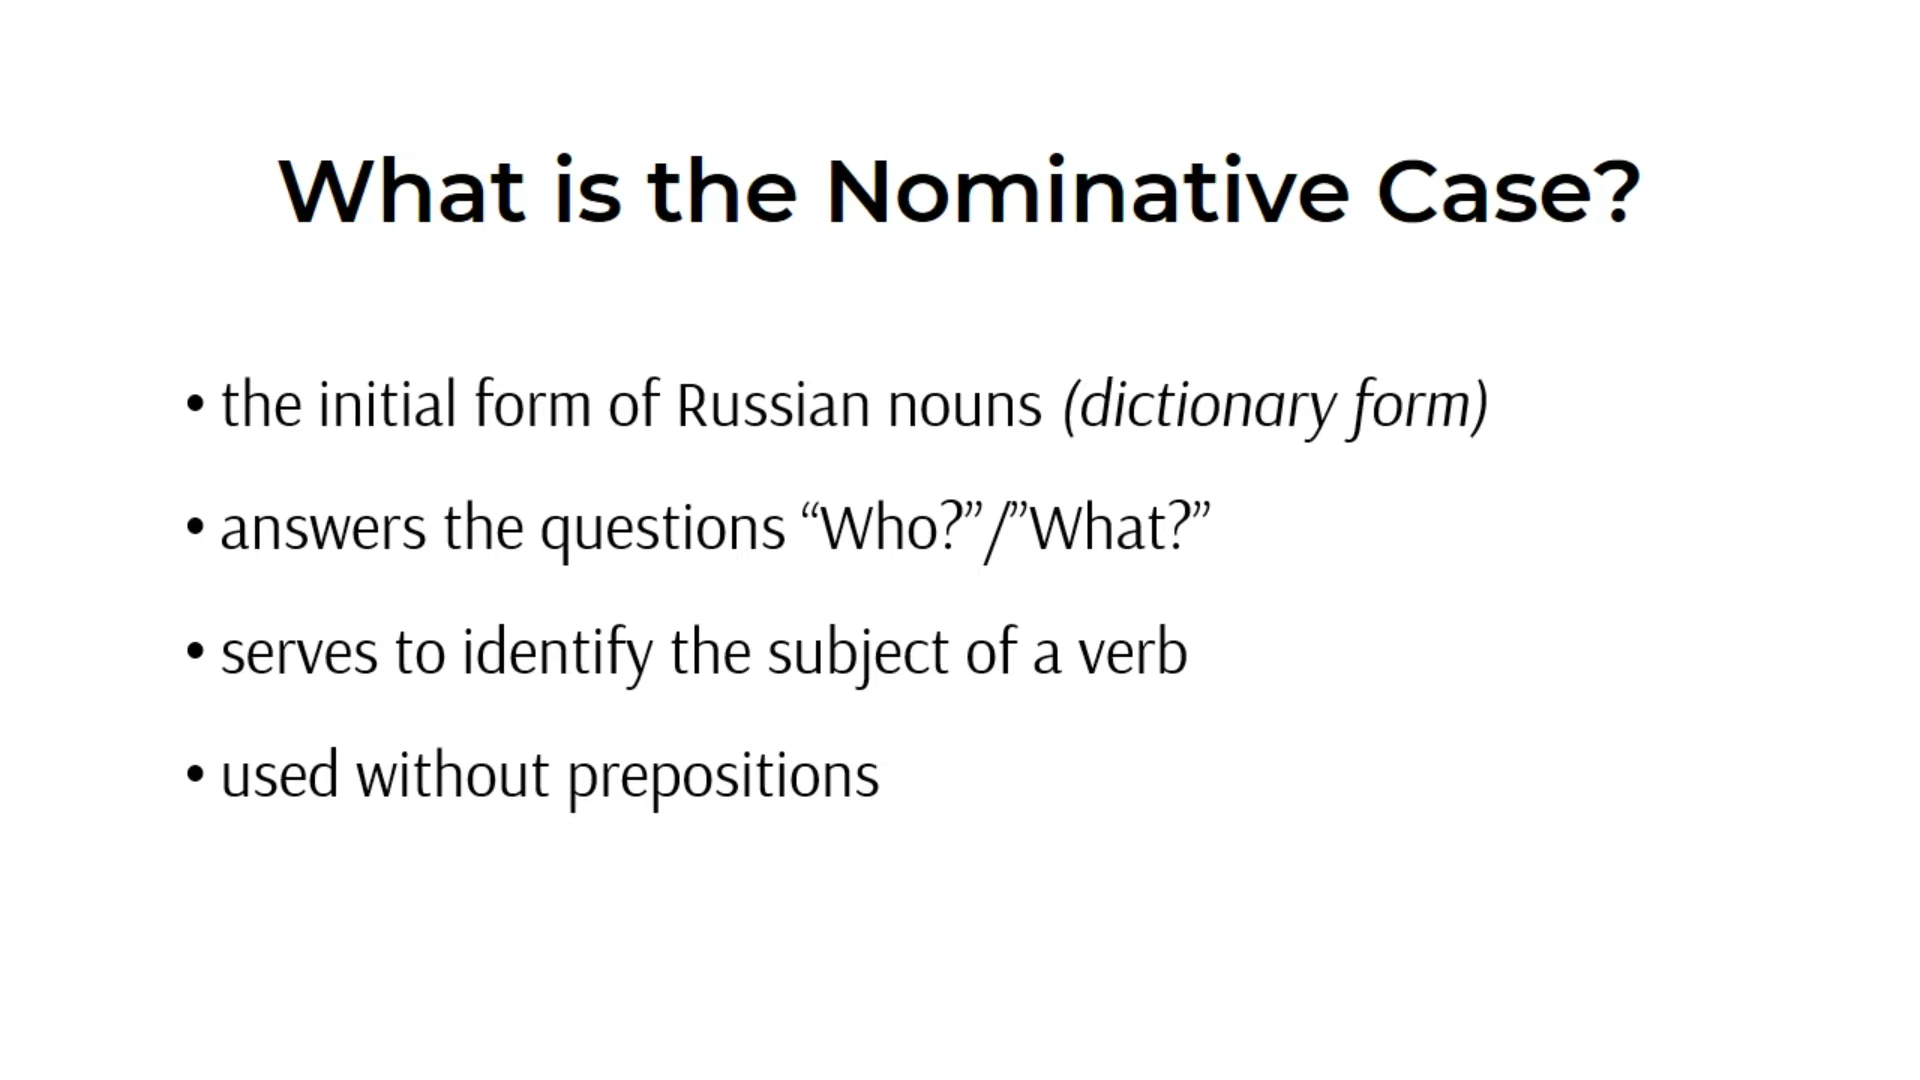 What is the Nominative Case?
• the initial form of Russian nouns (dictionary form)
• answers the questions “Who?”/”What?”
• serves to identify the subject of a verb
• used without prepositions